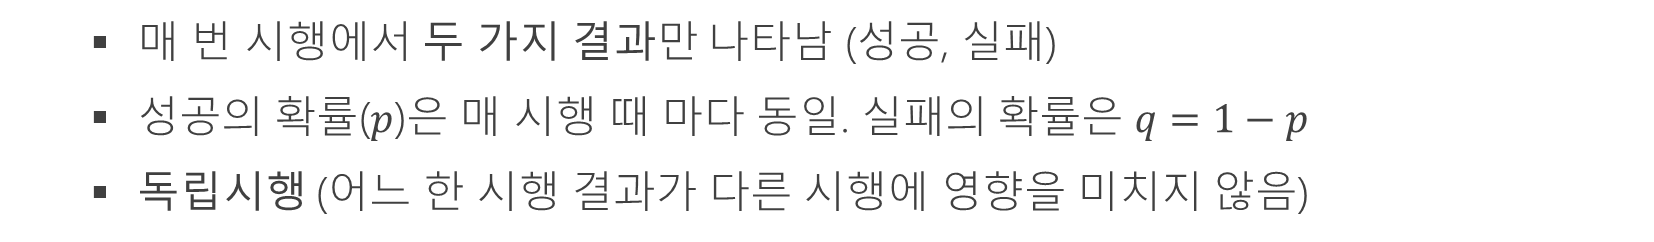 ▪ 매 번 시행에서 두 가지 결과만 나타남 (성공, 실패)
▪ 성공의 확률(p)은 매 시행 때 마다 동일. 실패의 확률은 q = 1 − p
▪ 독립시행 (어느 한 시행 결과가 다른 시행에 영향을 미치지 않음)